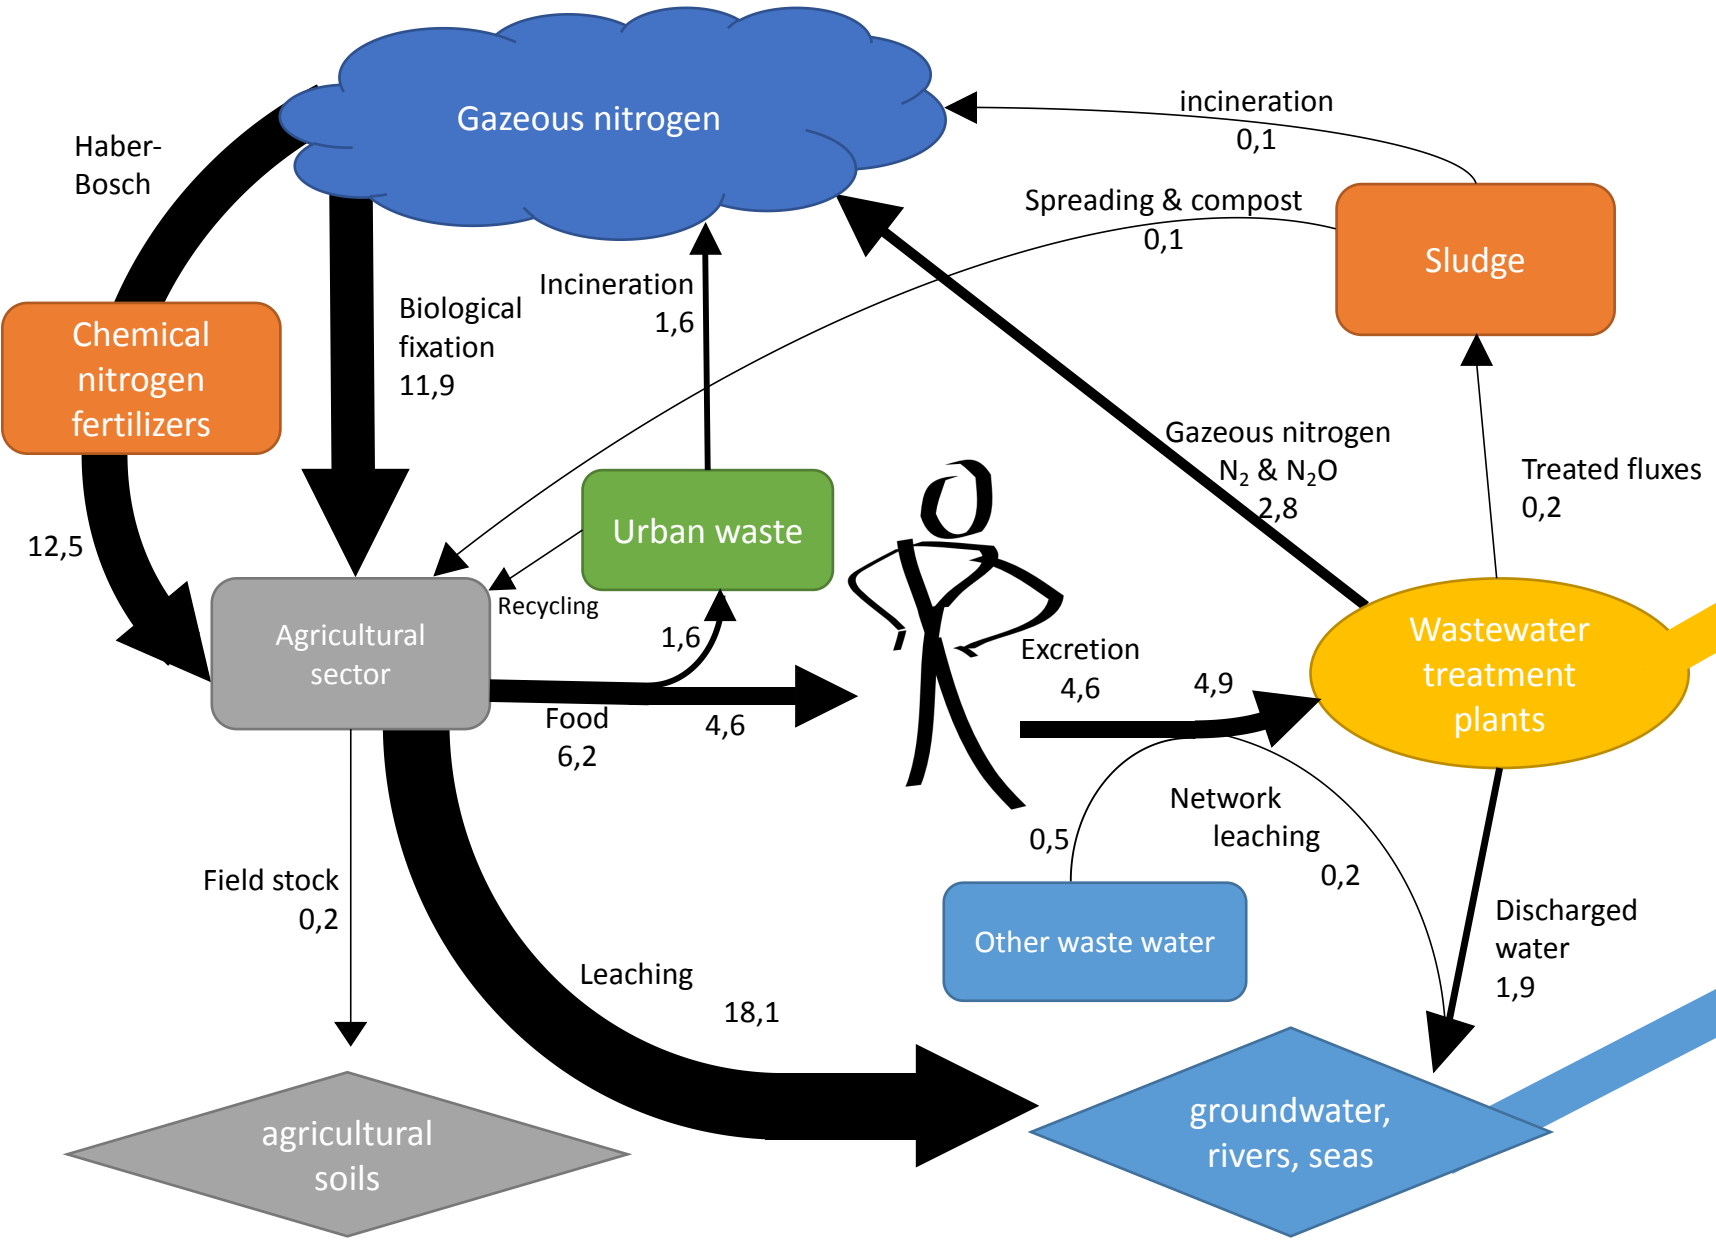 Gazeous nitrogen
incineration
0,1
Haber-
Bosch
Spreading & compost
0,1
Sludge
Incineration
1,6
Biological
fixation
11,9
Chemical
nitrogen
fertilizers
Gazeous nitrogen
N₂ & N₂O
2,8
Treated fluxes
0,2
Urban waste
12,5
Recycling
Agricultural
sector
1,6
Excretion
4,6
4,9
Wastewater
treatment
plants
Food
6,2
4,6
Network
leaching
0,2
0,5
Field stock
0,2
Other waste water
Discharged
water
1,9
Leaching
18,1
agricultural
soils
groundwater,
rivers, seas